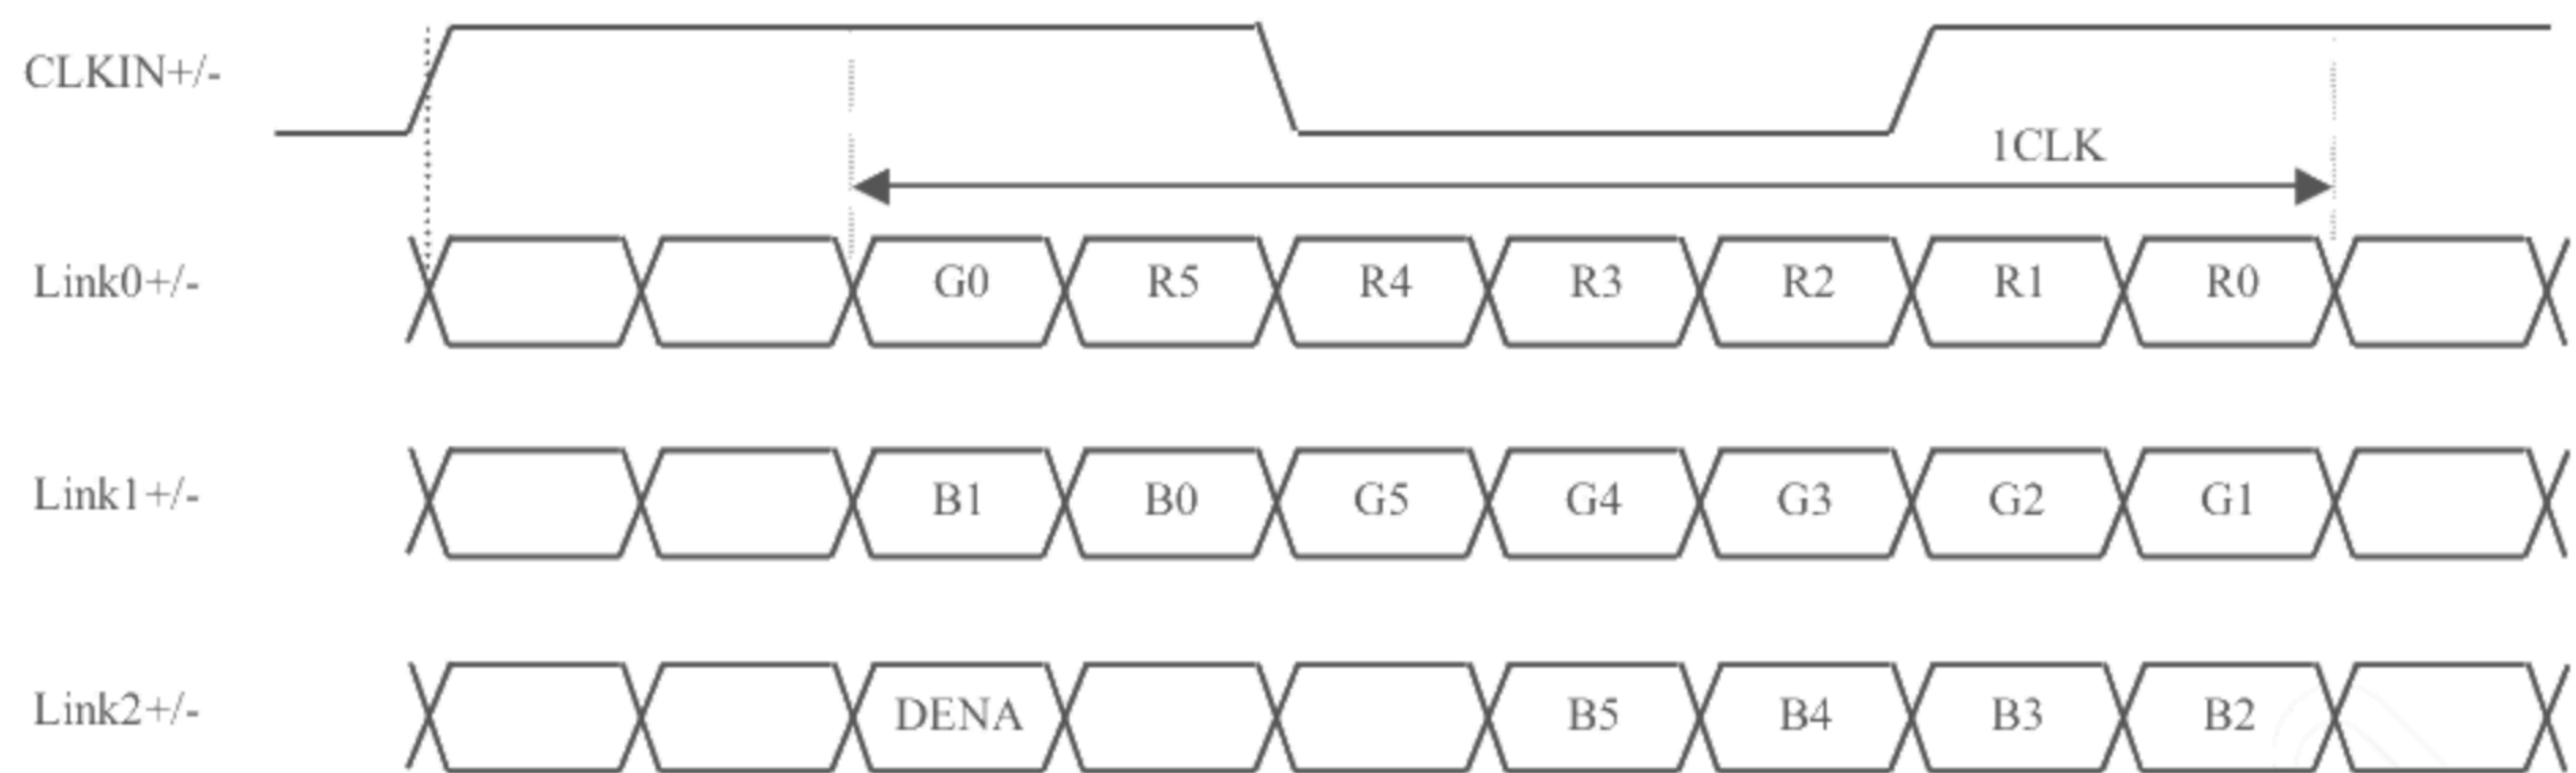 CLKIN+/-
1CLK
Link0+/- G0 R5 R4 R3 R2 R1 R0
Link1+/- B1 B0 G5 G4 G3 G2 G1
Link2+/- DENA B5 B4 B3 B2